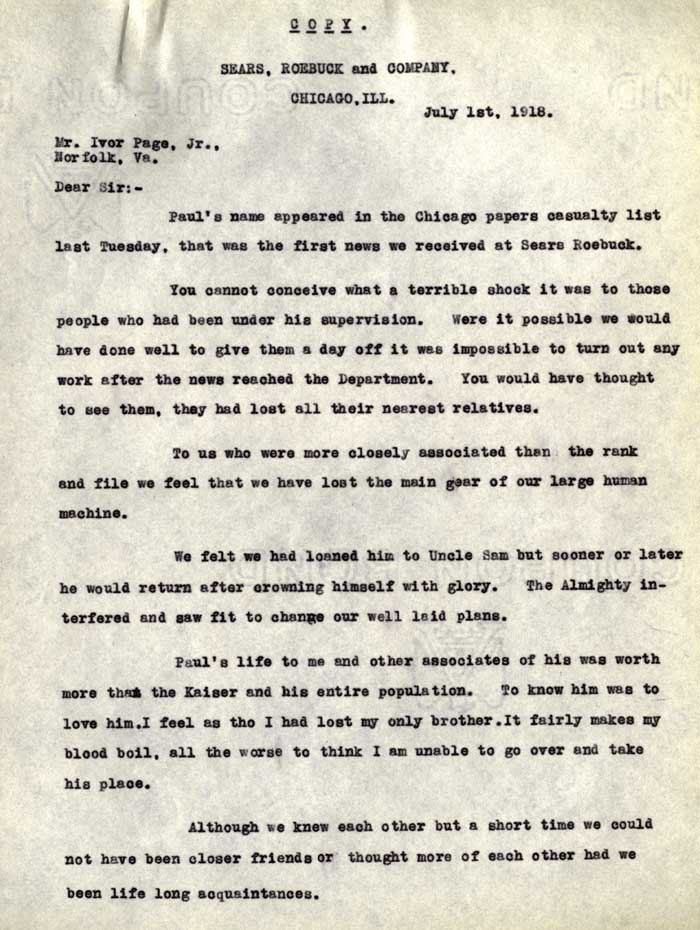 COPY.
SEARS, ROEBUCK and COMPANY.
CHICAGO,ILL.
July 1st, 1918.
Mr. Ivor Page, Jr.,
Norfolk, Va.
Dear Sir:-
Paul's name appeared in the Chicago papers casualty list
last Tuesday, that was the first news we received at Sears Roebuck.
You cannot conceive what a terrible shock it was to those
people who had been under his supervision. Were it possible we would
have done well to give them a day off it was impossible to turn out any
work after the news reached the Department. You would have thought
to see them, they had lost all their nearest relatives.
To us who were more closely associated than the rank
and file we feel that we have lost the main gear of our large human
machine.
We felt we had loaned him to Uncle Sam but sooner or later
he would return after crowning himself with glory. The Almighty in-
terfered and saw fit to change our well laid plans.
Paul's life to me and other associates of his was worth
more than the Kaiser and his entire population. To know him was to
love him.I feel as tho I had lost my only brother.It fairly makes my
blood boil, all the worse to think I am unable to go over and take
his place.
Although we knew each other but a short time we could
not have been closer friends or thought more of each other had we
been life long acquaintances.